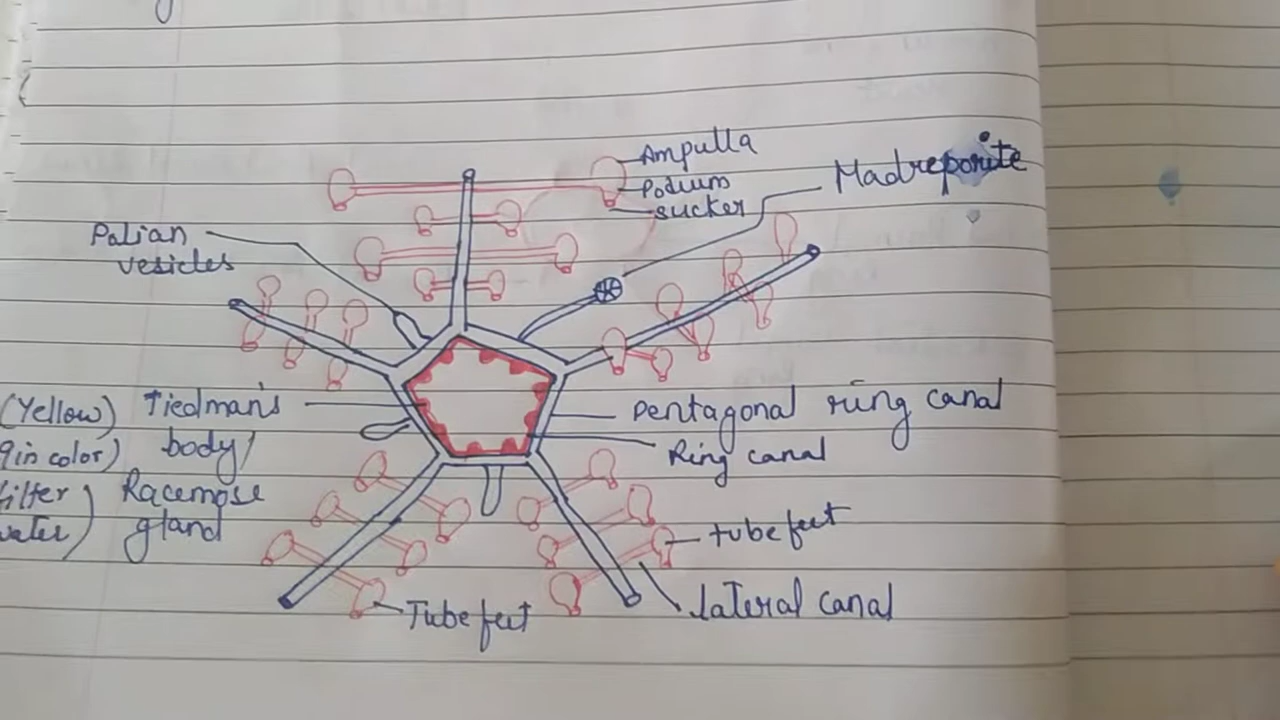 Ampulla
Podium
sucker
Madreporite
Polian
vesicles
(Yellow) Tiedman's
in color) body/
filter Racemose
water) gland
Pentagonal ring canal
Ring canal
tube feet
lateral canal
Tube feet